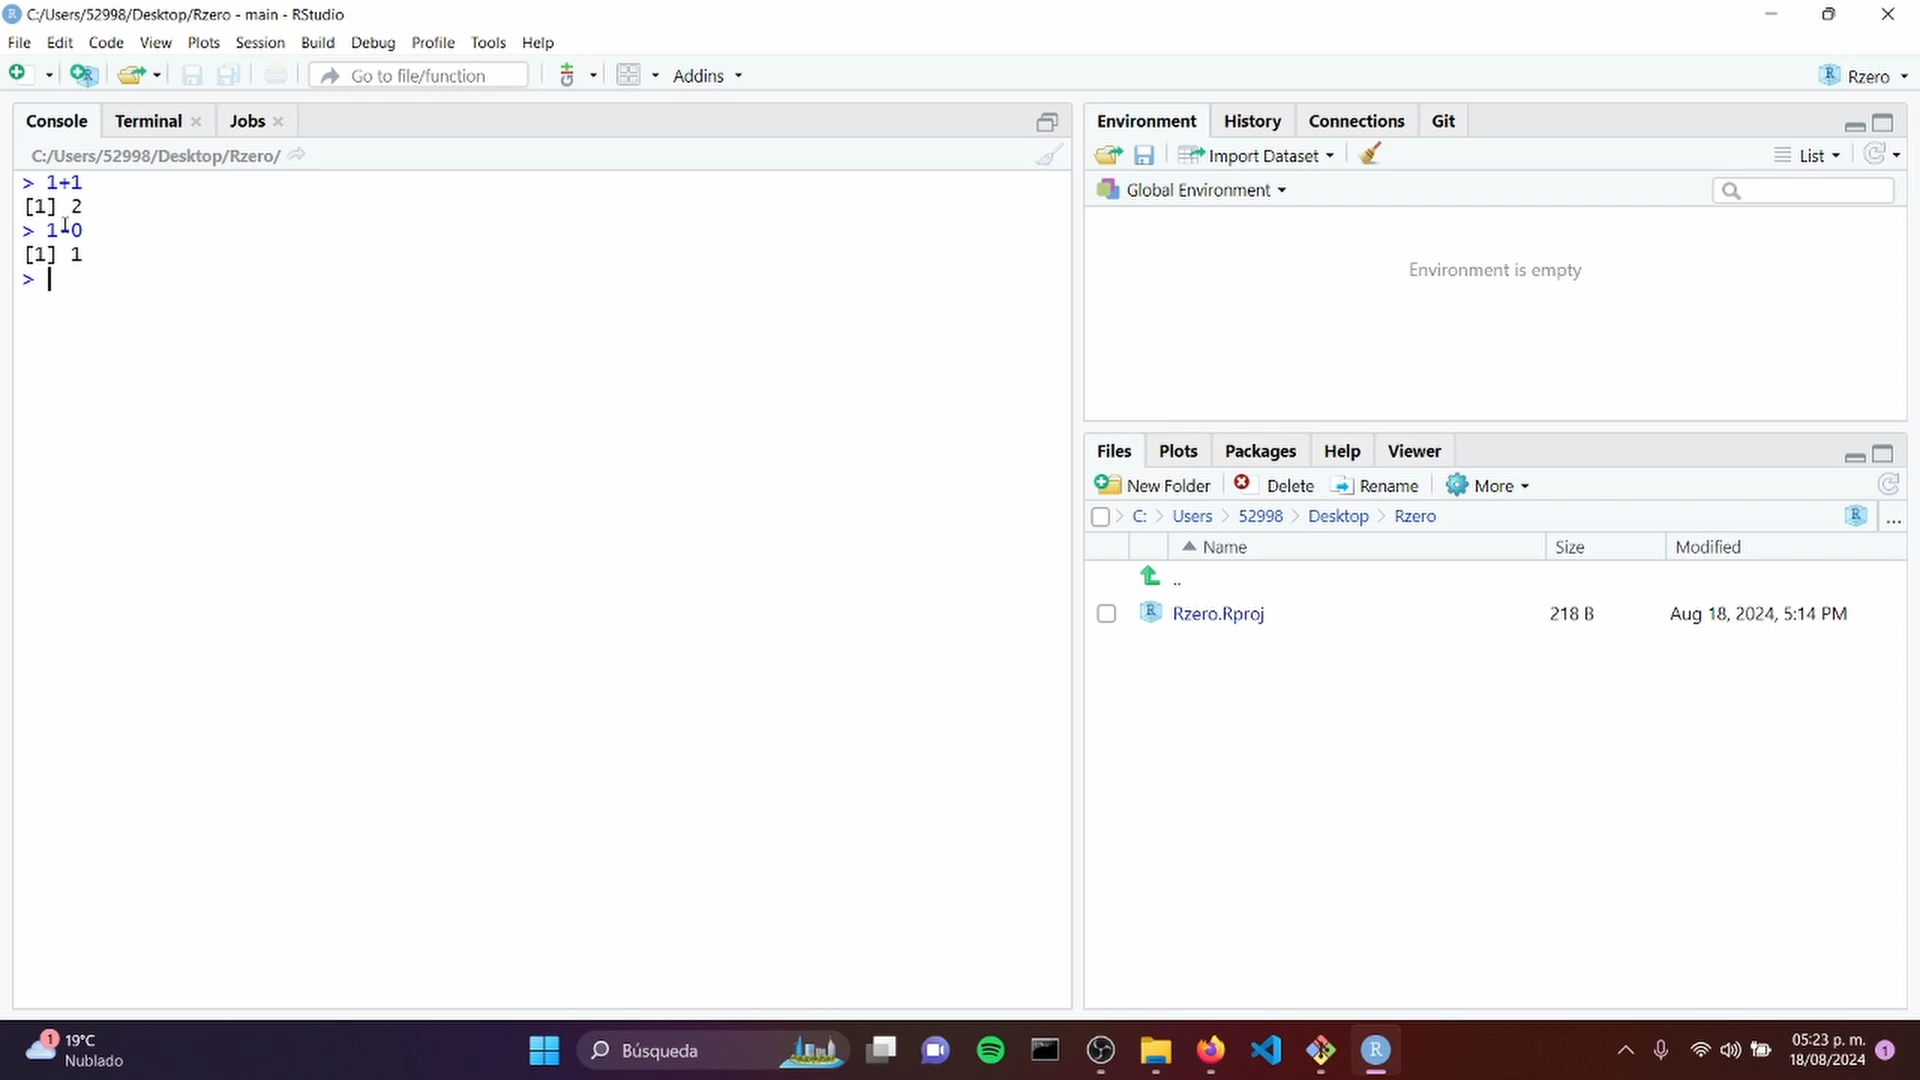 C:/Users/52998/Desktop/Rzero - main - RStudio
File Edit Code View Plots Session Build Debug Profile Tools Help
Go to file/function Addins Rzero
Console Terminal Jobs
C:/Users/52998/Desktop/Rzero/
> 1+1
[1] 2
> 1-0
[1] 1
>
Environment History Connections Git
Import Dataset List
Global Environment
Environment is empty
Files Plots Packages Help Viewer
New Folder Delete Rename More
C: > Users > 52998 > Desktop > Rzero ...
Name Size Modified
..
Rzero.Rproj 218 B Aug 18, 2024, 5:14 PM
1 19°C
Nublado
Búsqueda
05:23 p. m.
18/08/2024
1